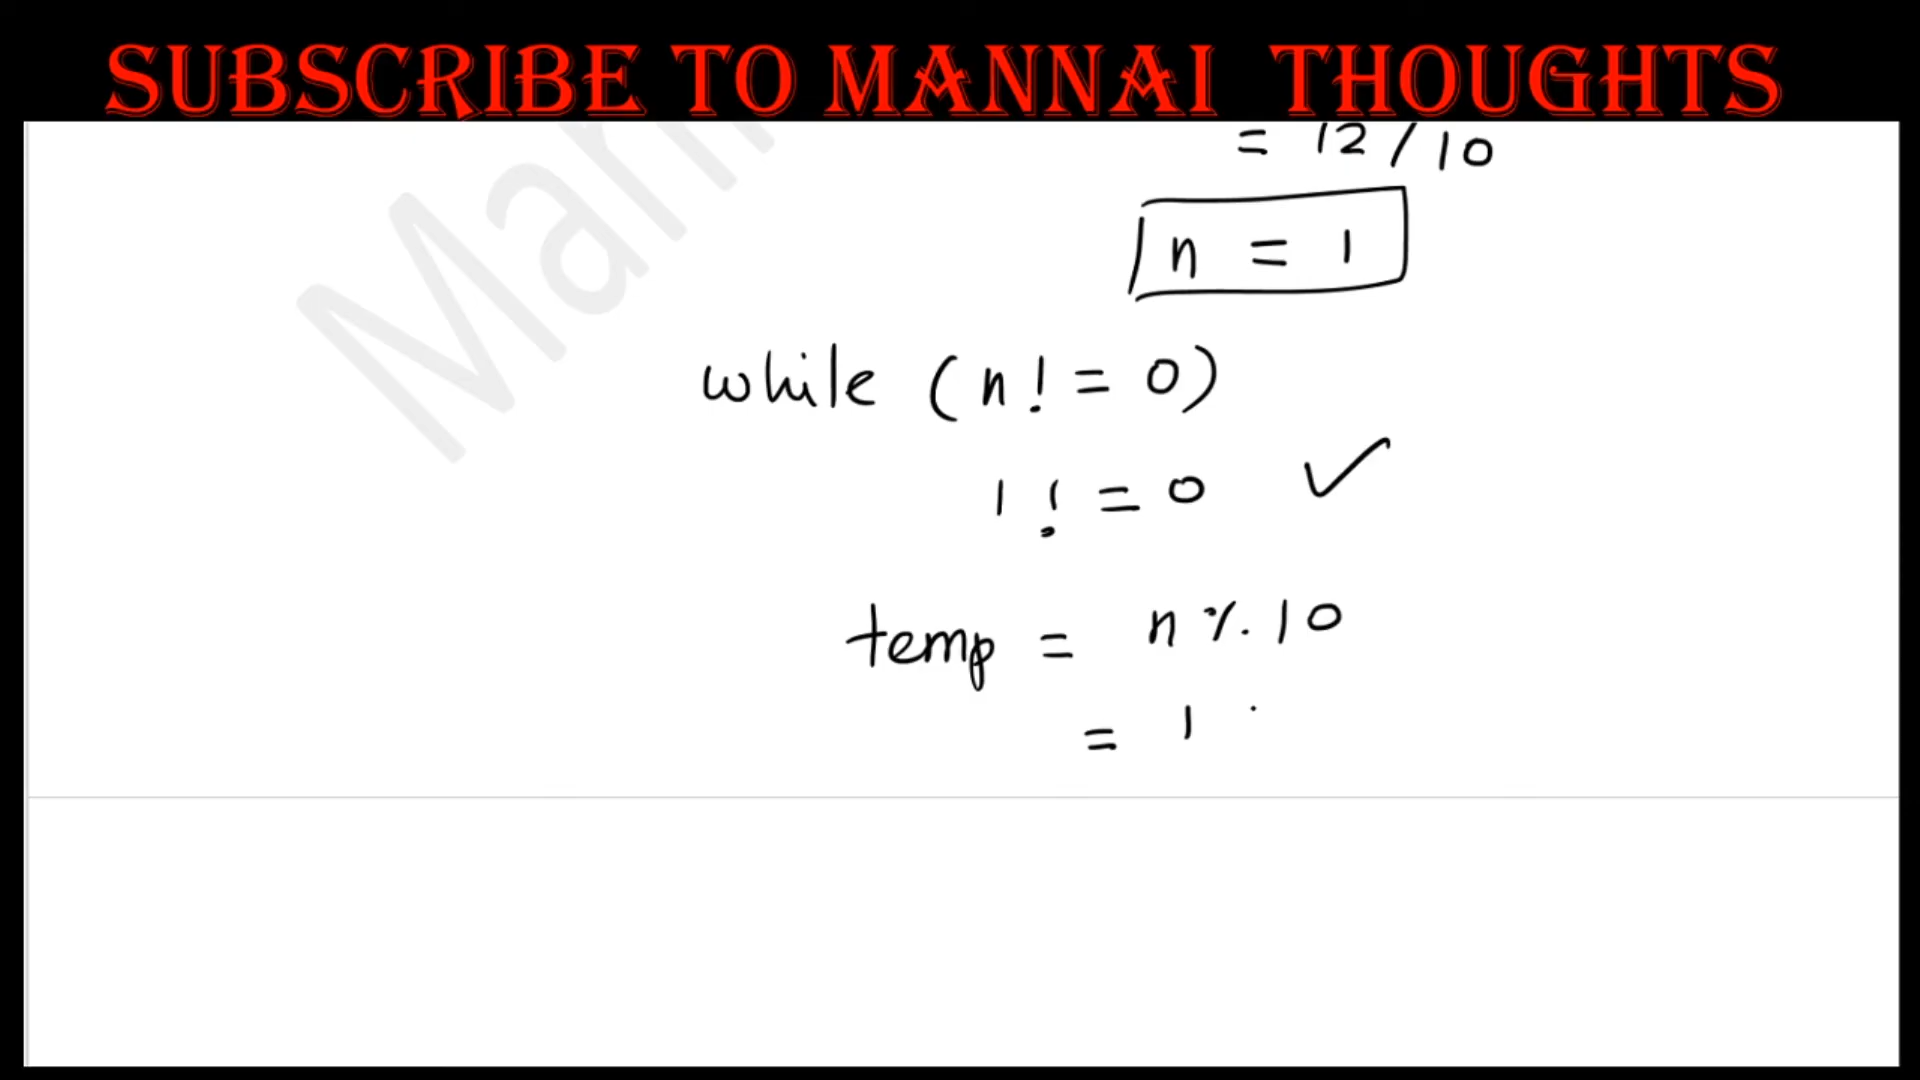 SUBSCRIBE TO MANNAI THOUGHTS
= 12 / 10
n = 1
while (n != 0)
1 != 0 ✓
temp = n % 10
= 1